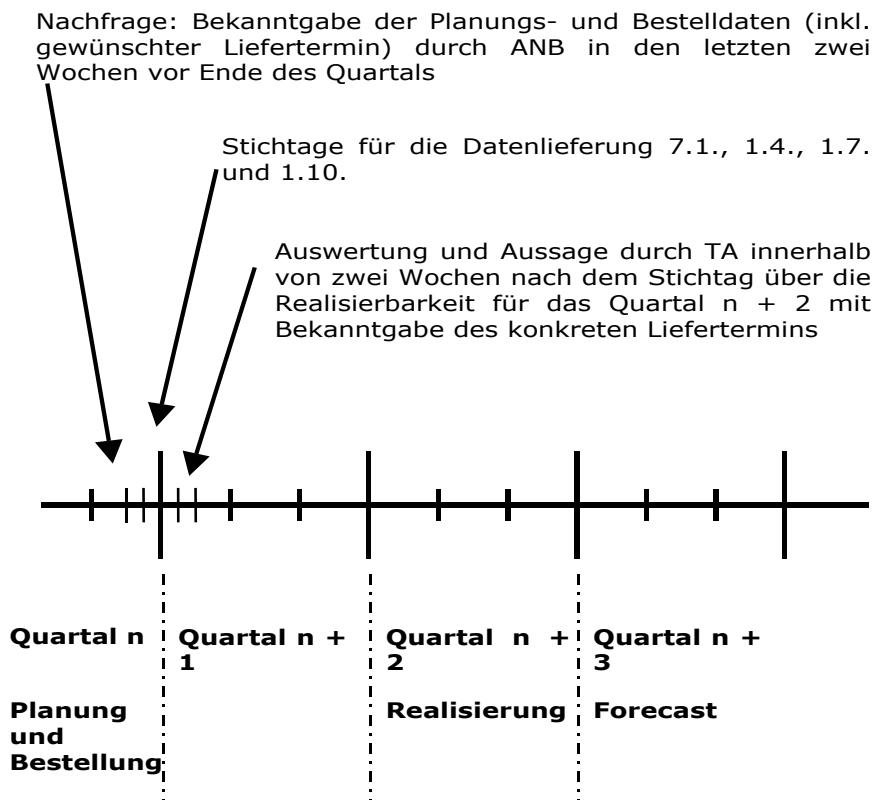 Nachfrage: Bekanntgabe der Planungs- und Bestelldaten (inkl.
gewünschter Liefertermin) durch ANB in den letzten zwei
Wochen vor Ende des Quartals
Stichtage für die Datenlieferung 7.1., 1.4., 1.7.
und 1.10.
Auswertung und Aussage durch TA innerhalb
von zwei Wochen nach dem Stichtag über die
Realisierbarkeit für das Quartal n + 2 mit
Bekanntgabe des konkreten Liefertermins
Quartal n
Quartal n +
1
Quartal n +
2
Quartal n +
3
Planung
und
Bestellung
Realisierung
Forecast